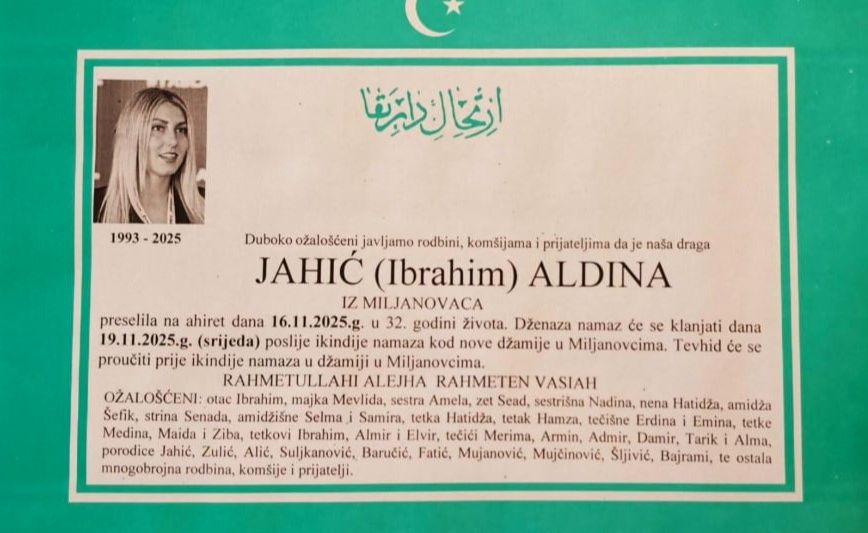 ارتحال دار بقا
1993 - 2025
Duboko ožalošćeni javljamo rodbini, komšijama i prijateljima da je naša draga
JAHIĆ (Ibrahim) ALDINA
IZ MILJANOVACA
preselila na ahiret dana 16.11.2025.g. u 32. godini života. Dženaza namaz će se klanjati dana
19.11.2025.g. (srijeda) poslije ikindije namaza kod nove džamije u Miljanovcima. Tevhid će se
proučiti prije ikindije namaza u džamiji u Miljanovcima.
RAHMETULLAHI ALEJHA RAHMETEN VASIAH
OŽALOŠĆENI: otac Ibrahim, majka Mevlida, sestra Amela, zet Sead, sestrišna Nadina, nena Hatidža, amidža
Šefik, strina Senada, amidžišne Selma i Samira, tetka Hatidža, tetak Hamza, tečišne Erdina i Emina, tetke
Medina, Maida i Ziba, tetkovi Ibrahim, Almir i Elvir, tečići Merima, Armin, Admir, Damir, Tarik i Alma,
porodice Jahić, Zulić, Alić, Suljkanović, Baručić, Fatić, Mujanović, Mujčinović, Šljivić, Bajrami, te ostala
mnogobrojna rodbina, komšije i prijatelji.